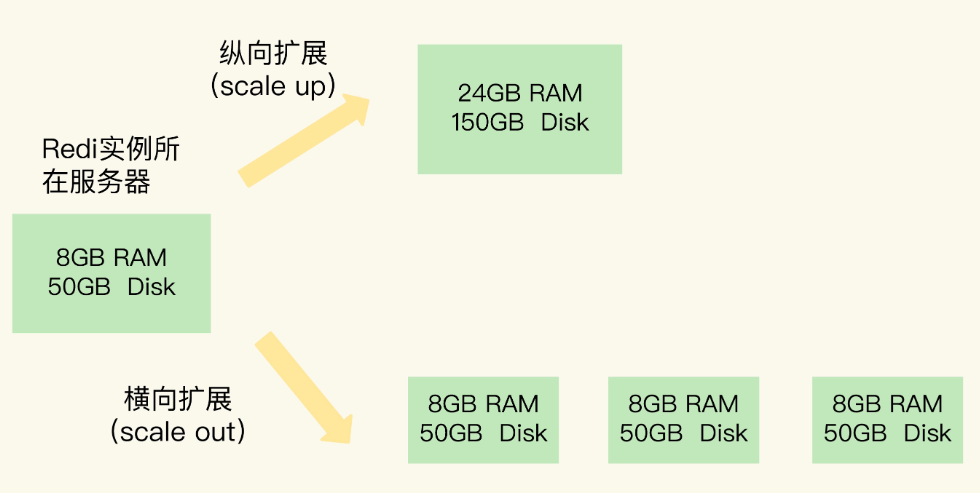 纵向扩展
(scale up)
24GB RAM
150GB Disk
Redi实例所
在服务器
8GB RAM
50GB Disk
横向扩展
(scale out)
8GB RAM
50GB Disk
8GB RAM
50GB Disk
8GB RAM
50GB Disk